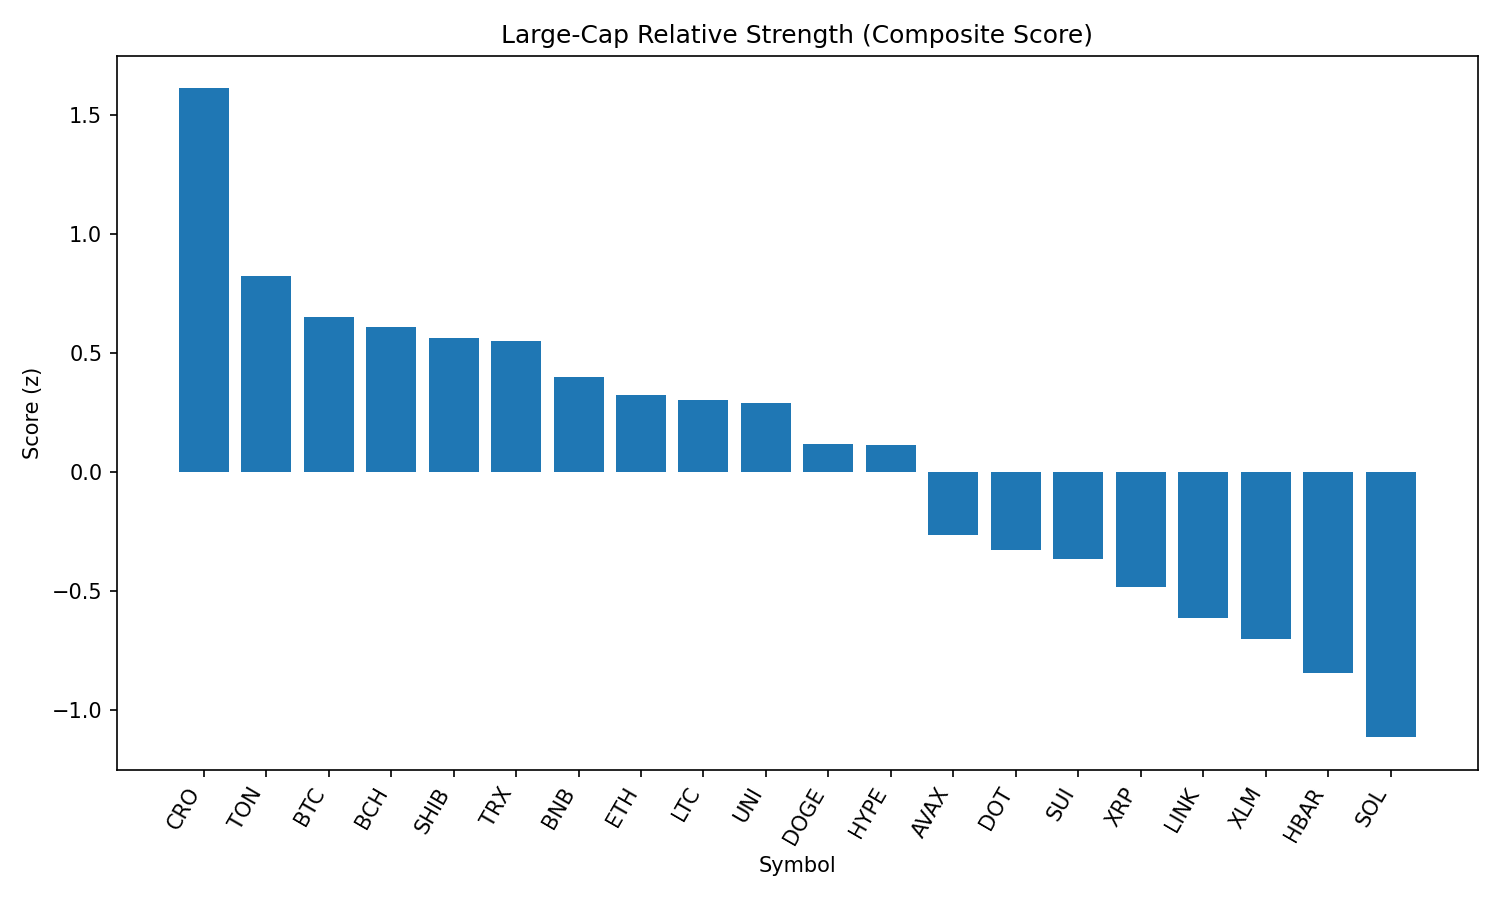 Large-Cap Relative Strength (Composite Score)
Score (z)
1.5
1.0
0.5
0.0
−0.5
−1.0
CRO
TON
BTC
BCH
SHIB
TRX
BNB
ETH
LTC
UNI
DOGE
HYPE
AVAX
DOT
SUI
XRP
LINK
XLM
HBAR
SOL
Symbol